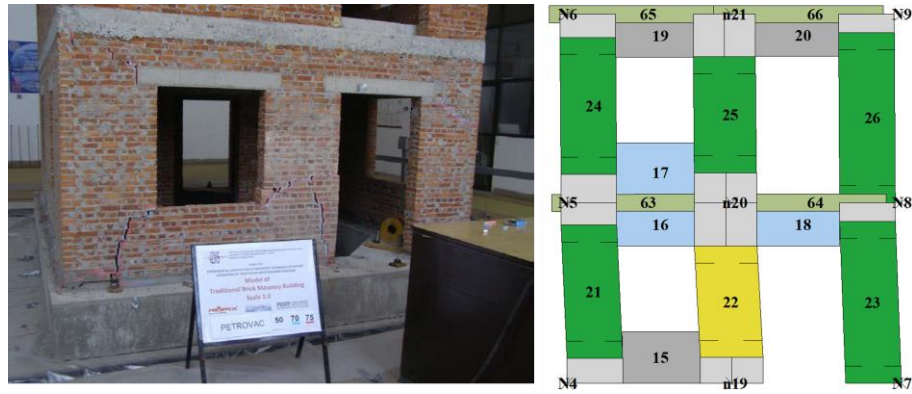 Model of
Traditional Brick Masonry Building
Scale 1:2
PETROVAC 50 70 75
N6 65 n21 66 N9
19 20
24 25 26
17
N5 63 n20 64 N8
16 18
21 22 23
15
N4 n19 N7